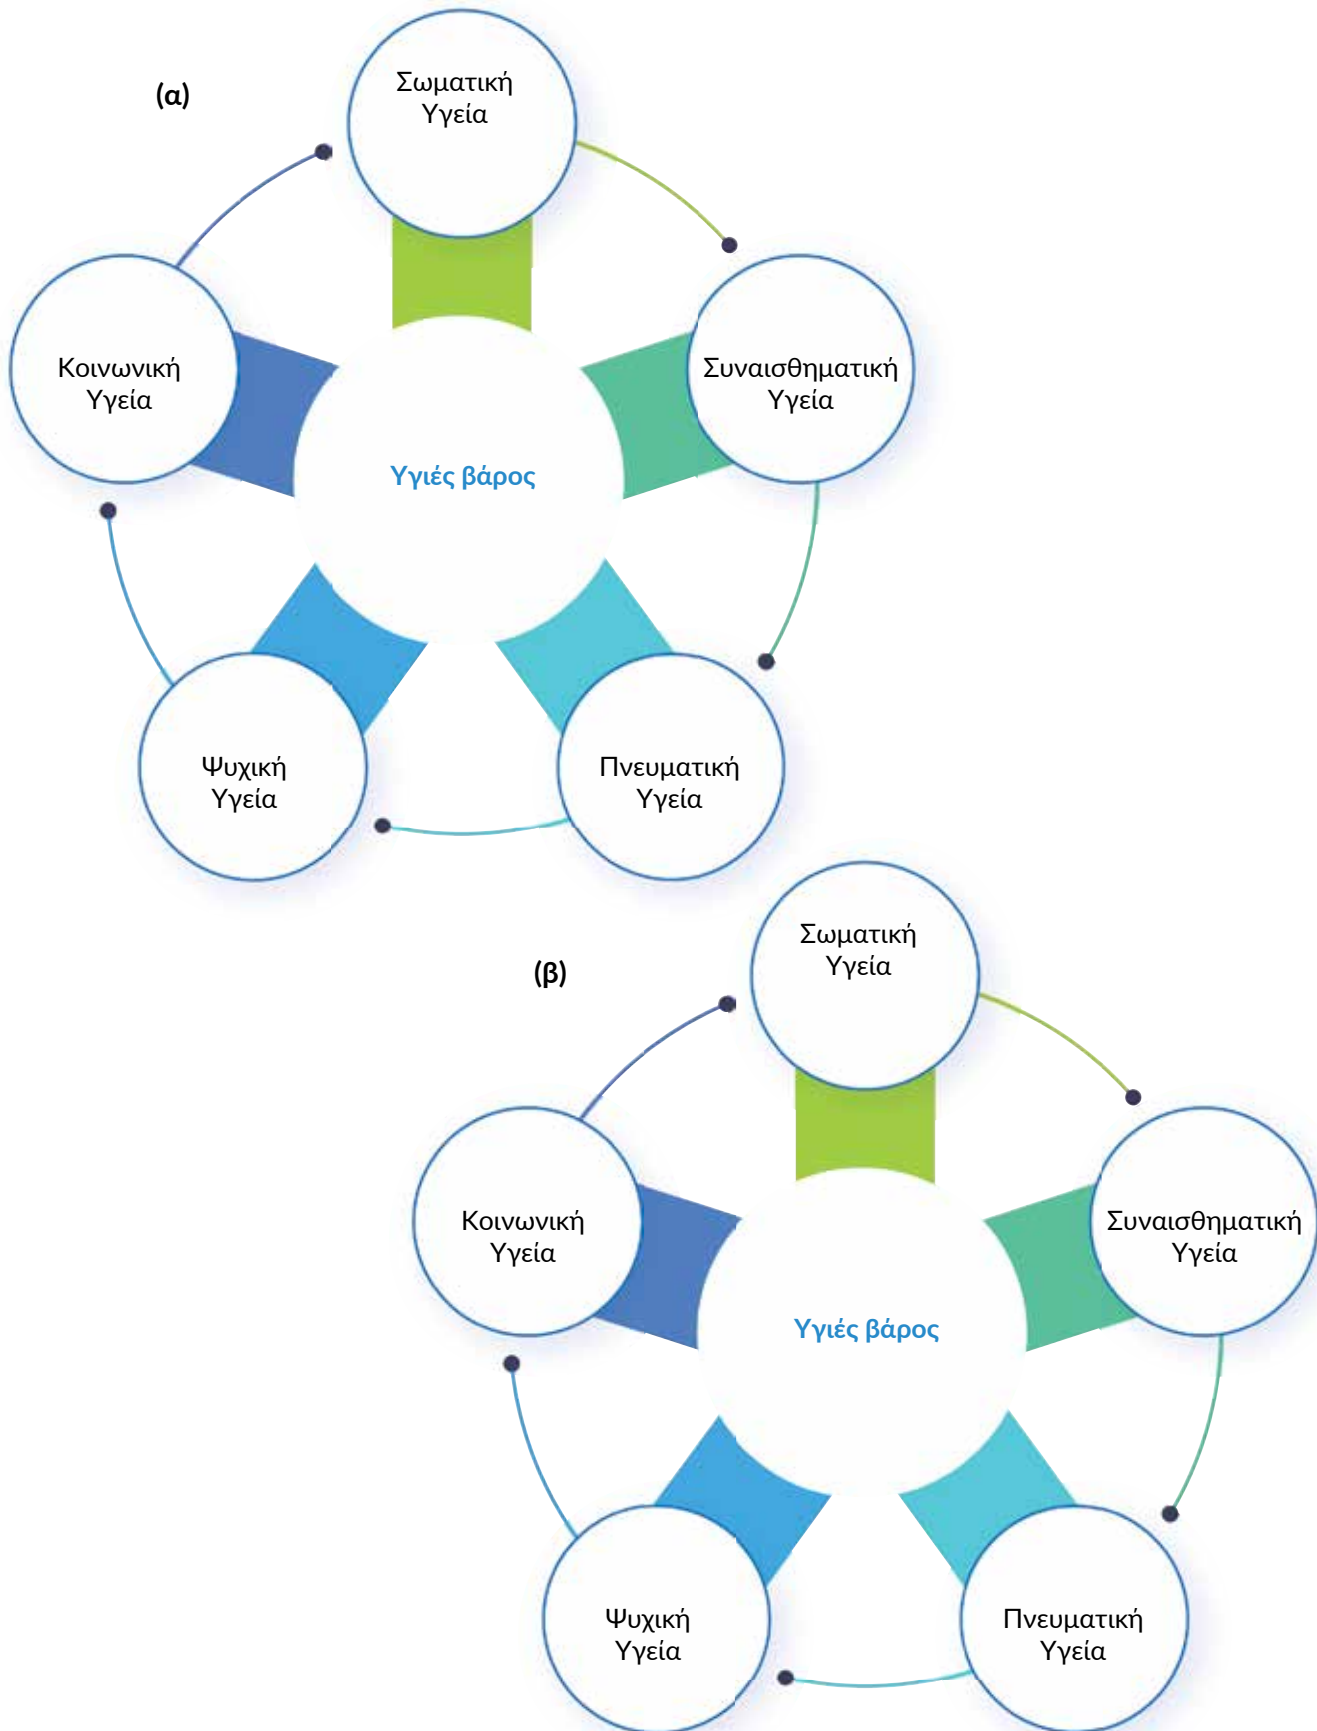 (α)
Σωματική
Υγεία
Κοινωνική
Υγεία
Συναισθηματική
Υγεία
Υγιές βάρος
Ψυχική
Υγεία
Πνευματική
Υγεία
(β)
Σωματική
Υγεία
Κοινωνική
Υγεία
Συναισθηματική
Υγεία
Υγιές βάρος
Ψυχική
Υγεία
Πνευματική
Υγεία